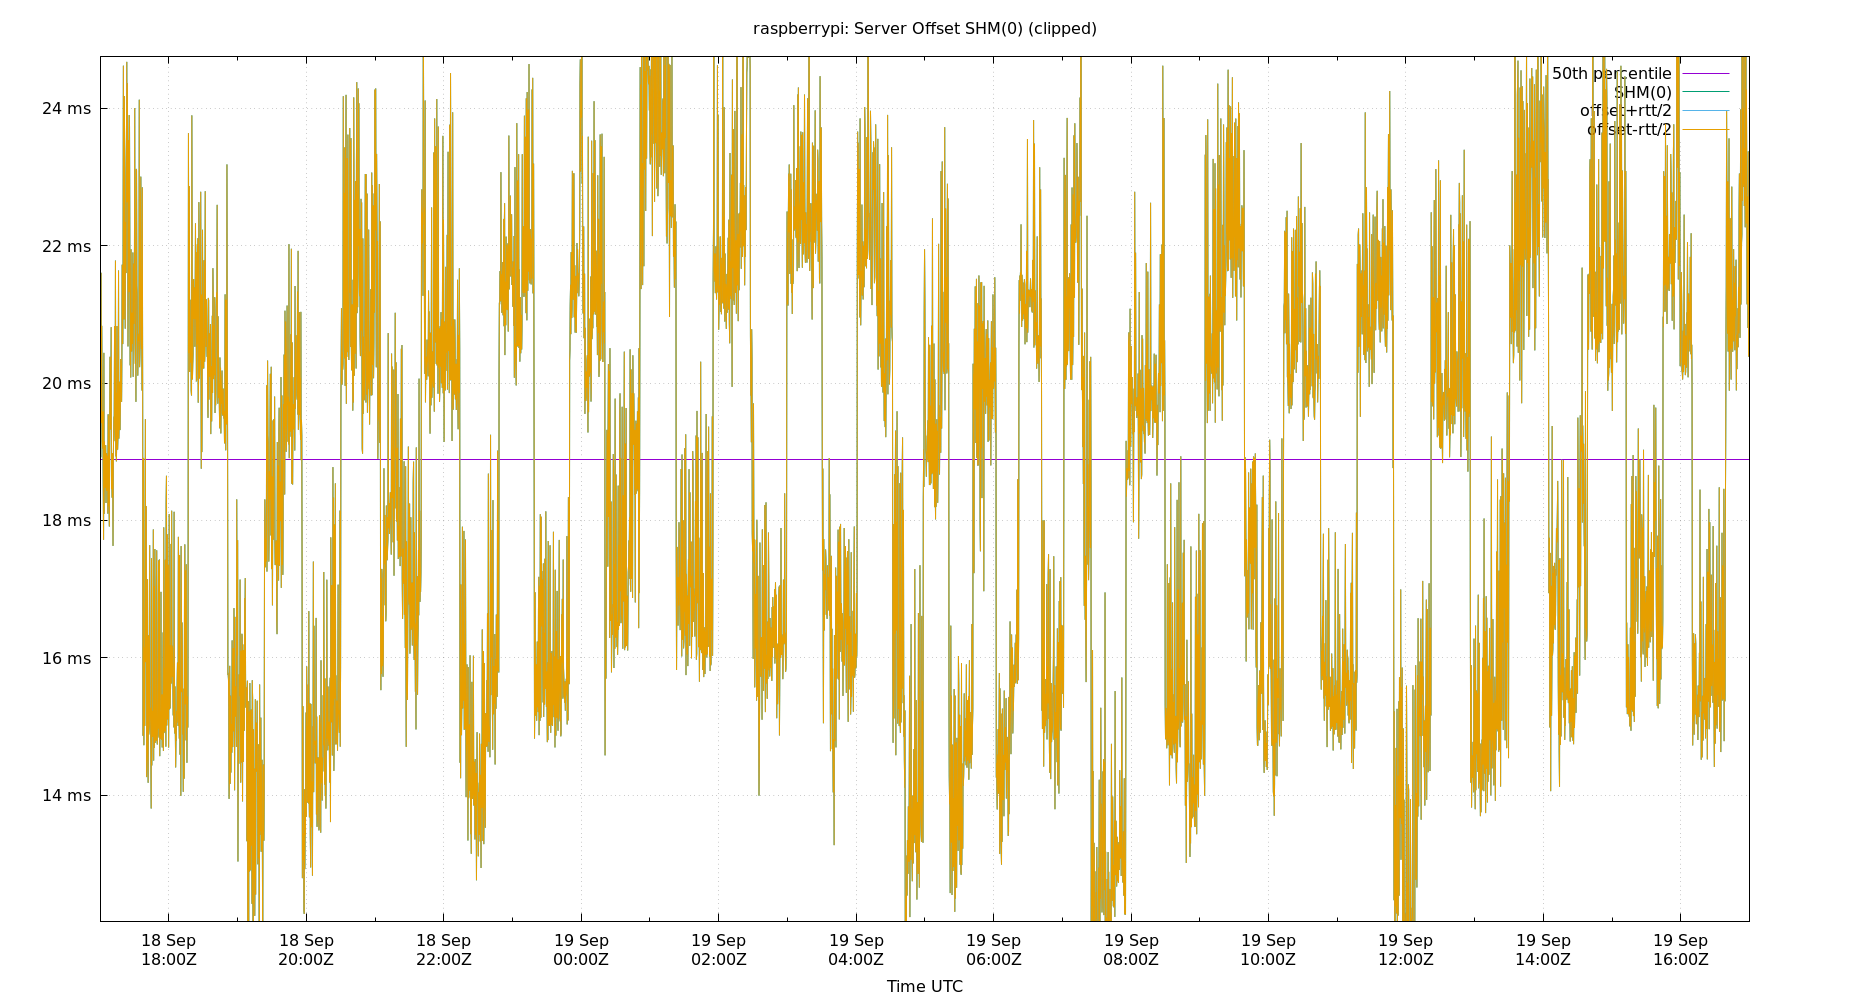 raspberrypi: Server Offset SHM(0) (clipped)
50th percentile
SHM(0)
offset+rtt/2
offset-rtt/2
24 ms
22 ms
20 ms
18 ms
16 ms
14 ms
18 Sep 18 Sep 18 Sep 19 Sep 19 Sep 19 Sep 19 Sep 19 Sep 19 Sep 19 Sep 19 Sep 19 Sep
18:00Z 20:00Z 22:00Z 00:00Z 02:00Z 04:00Z 06:00Z 08:00Z 10:00Z 12:00Z 14:00Z 16:00Z
Time UTC